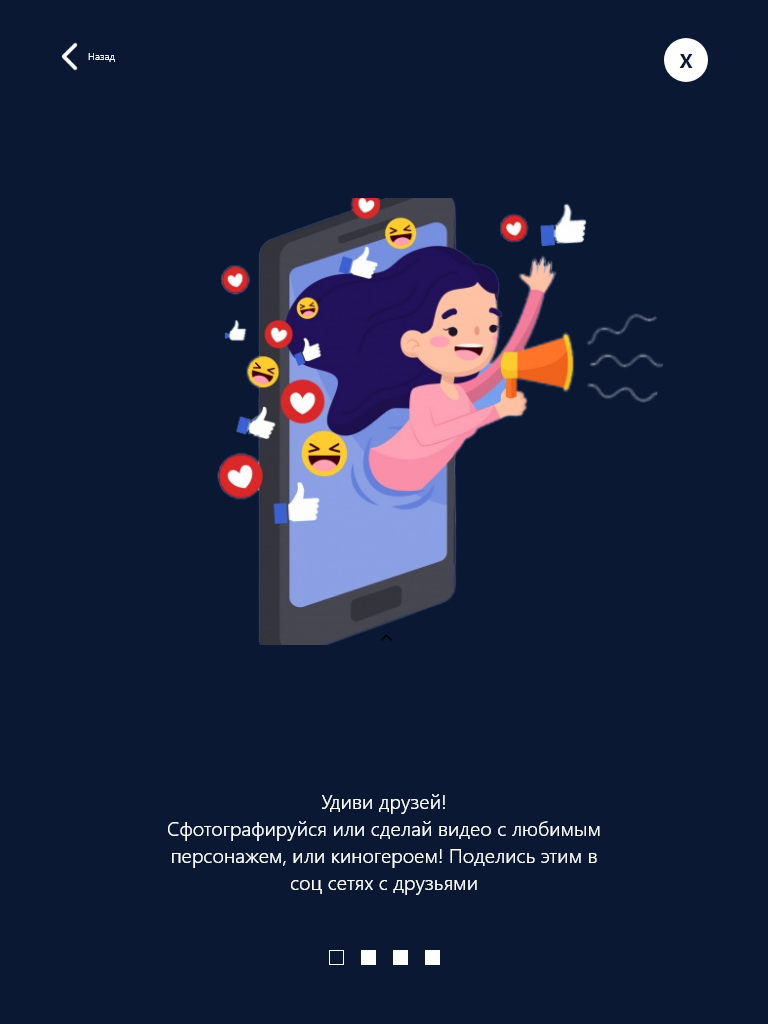 Назад
X
Удиви друзей!
Сфотографируйся или сделай видео с любимым
персонажем, или киногероем! Поделись этим в
соц сетях с друзьями